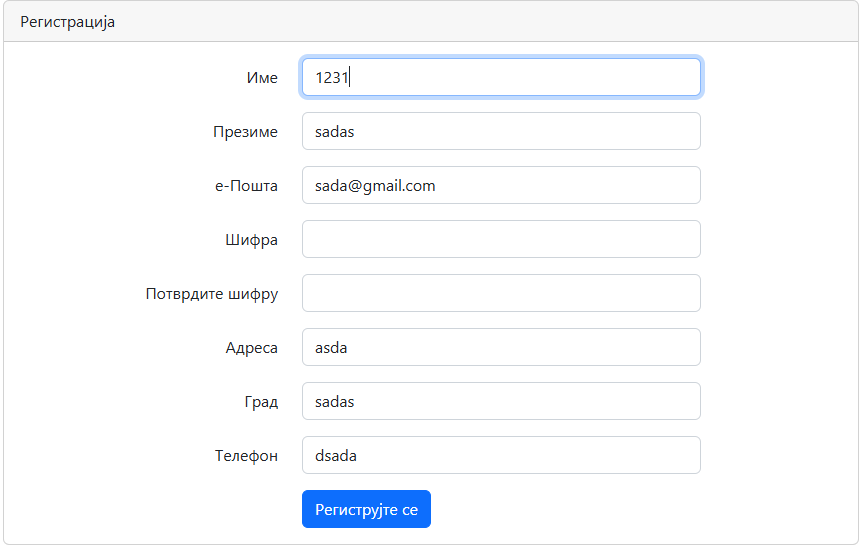 Регистрација
Име 1231
Презиме sadas
е-Пошта sada@gmail.com
Шифра
Потврдите шифру
Адреса asda
Град sadas
Телефон dsada
Региструјте се